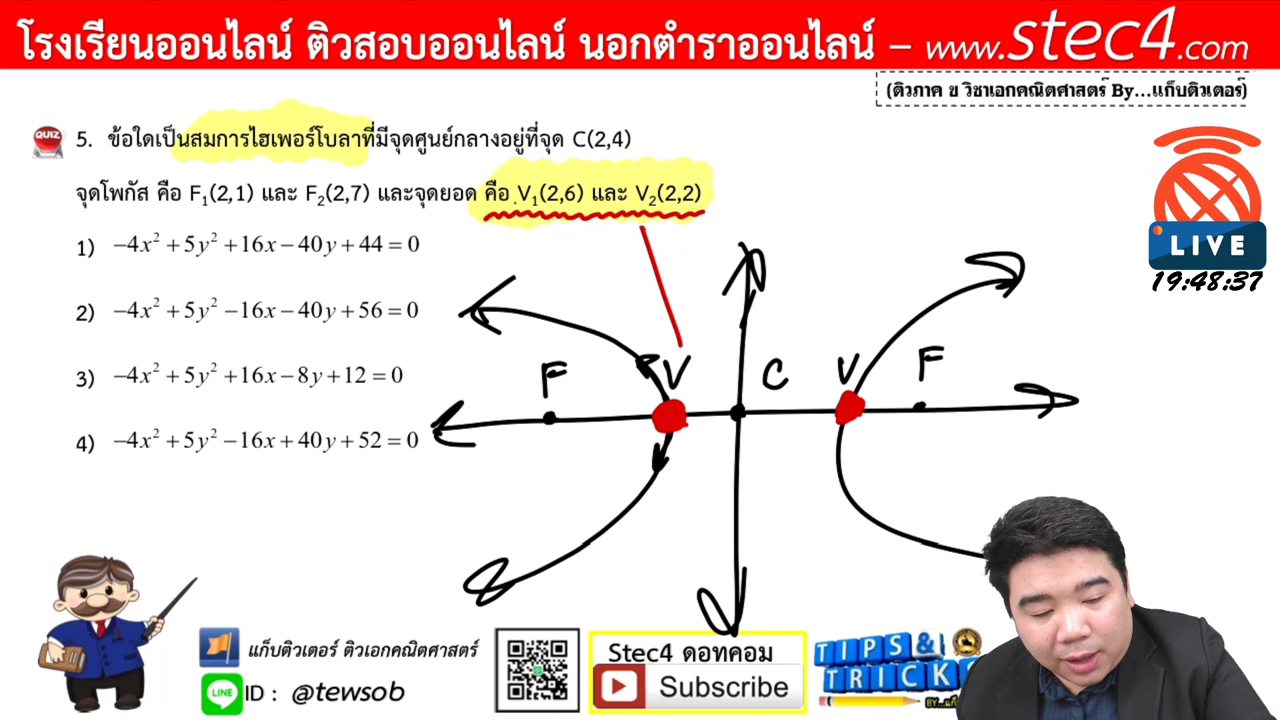 โรงเรียนออนไลน์ ติวสอบออนไลน์ นอกตำราออนไลน์ – www.stec4.com
(ติวภาค ข วิชาเอกคณิตศาสตร์ By...แก็บติวเตอร์)
QUIZ
5. ข้อใดเป็นสมการไฮเพอร์โบลาที่มีจุดศูนย์กลางอยู่ที่จุด C(2,4)
จุดโฟกัส คือ F₁(2,1) และ F₂(2,7) และจุดยอด คือ V₁(2,6) และ V₂(2,2)
1) −4x² + 5y² + 16x − 40y + 44 = 0
2) −4x² + 5y² − 16x − 40y + 56 = 0
3) −4x² + 5y² + 16x − 8y + 12 = 0
4) −4x² + 5y² − 16x + 40y + 52 = 0
LIVE
19:48:37
F V C V F
แก็บติวเตอร์ ติวเอกคณิตศาสตร์
LINE ID : @tewsob
Stec4 ดอทคอม
Subscribe
TIPS &
TRICK